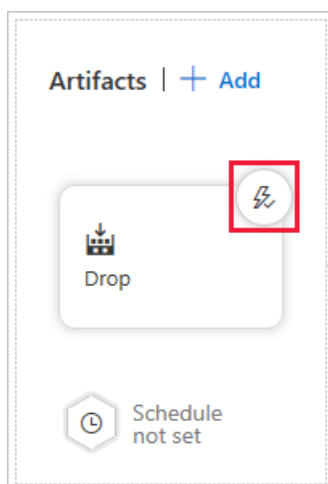 Artifacts | + Add
Drop
Schedule
not set